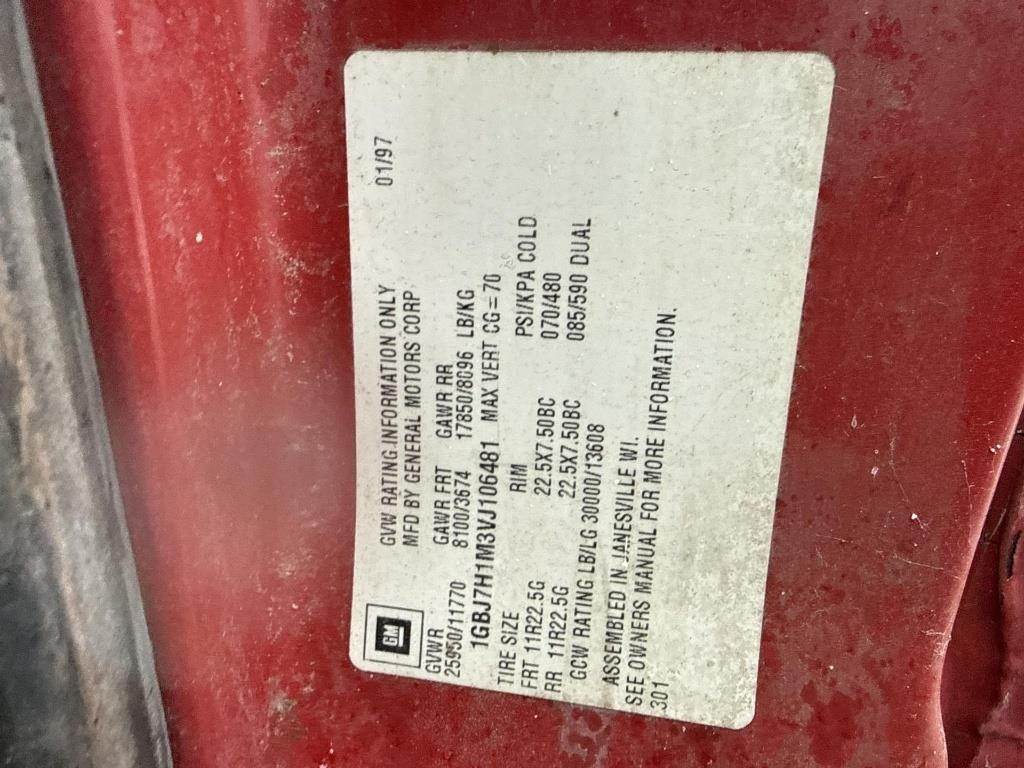 GM
GVW RATING INFORMATION ONLY 01/97
MFD BY GENERAL MOTORS CORP
GVWR GAWR FRT GAWR RR
25950/11770 8100/3674 17850/8096 LB/KG
1GBJ7H1M3VJ106481 MAX VERT CG = 70
TIRE SIZE RIM PSI/KPA COLD
FRT 11R22.5G 22.5X7.50BC 070/480
RR 11R22.5G 22.5X7.50BC 085/590 DUAL
GCW RATING LB/LG 30000/13608
ASSEMBLED IN JANESVILLE WI.
SEE OWNERS MANUAL FOR MORE INFORMATION.
301